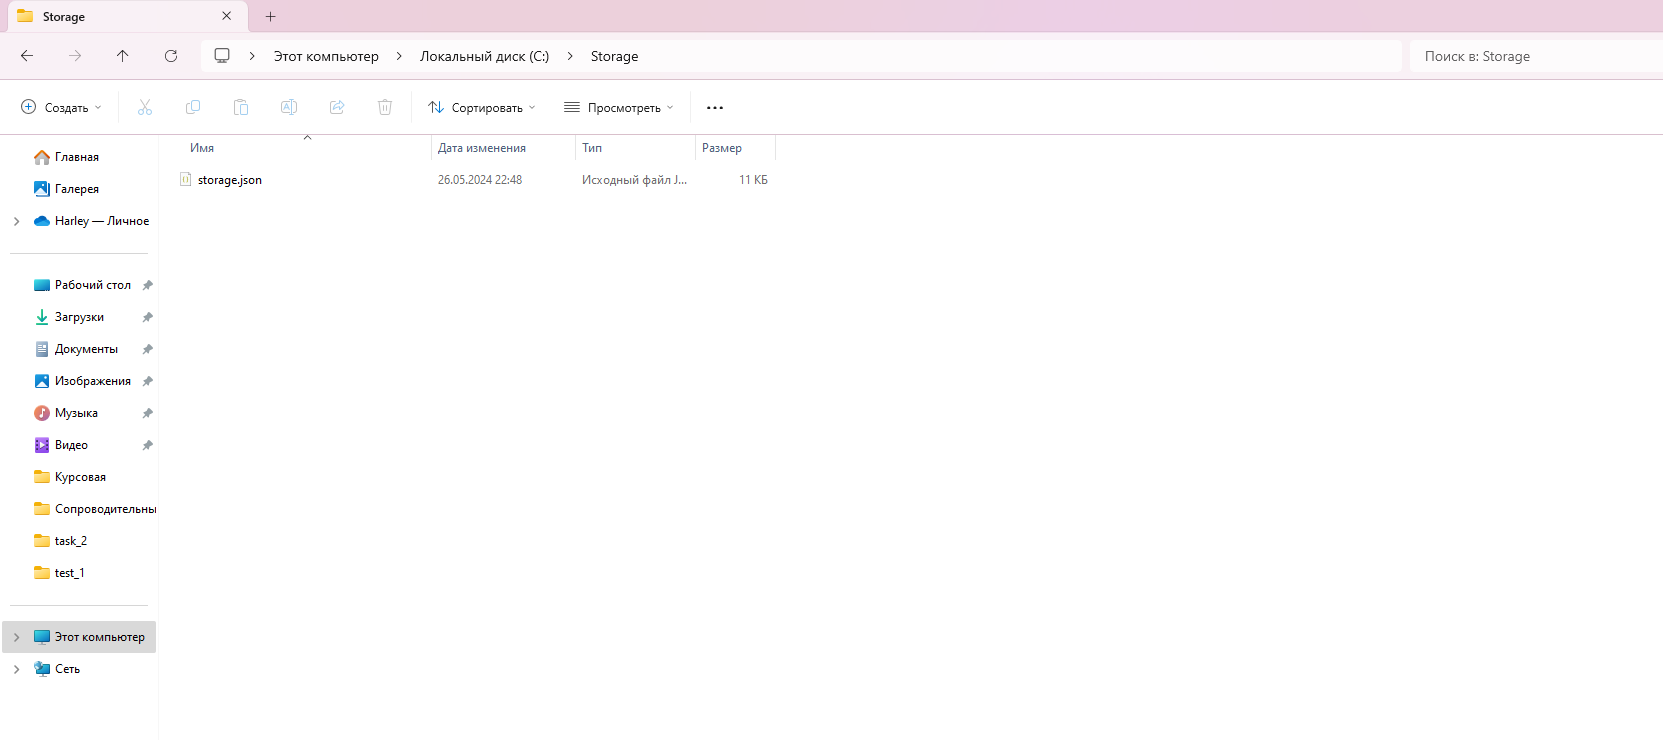 Storage
Этот компьютер
Локальный диск (C:)
Storage
Поиск в: Storage
Создать
Сортировать
Просмотреть
Имя
Дата изменения
Тип
Размер
storage.json
26.05.2024 22:48
Исходный файл J...
11 КБ
Главная
Галерея
Harley — Личное
Рабочий стол
Загрузки
Документы
Изображения
Музыка
Видео
Курсовая
Сопроводительны
task_2
test_1
Этот компьютер
Сеть